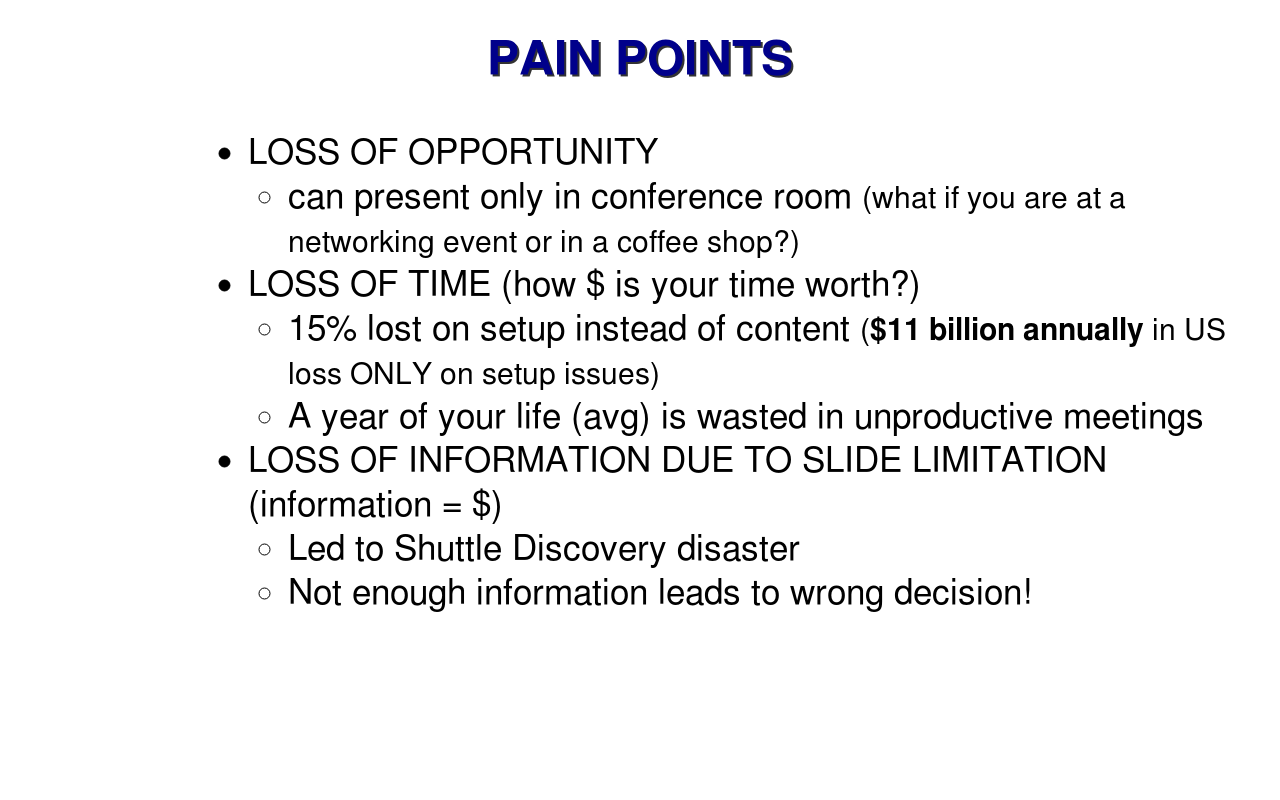 PAIN POINTS
• LOSS OF OPPORTUNITY
○ can present only in conference room (what if you are at a
networking event or in a coffee shop?)
• LOSS OF TIME (how $ is your time worth?)
○ 15% lost on setup instead of content ($11 billion annually in US
loss ONLY on setup issues)
○ A year of your life (avg) is wasted in unproductive meetings
• LOSS OF INFORMATION DUE TO SLIDE LIMITATION
(information = $)
○ Led to Shuttle Discovery disaster
○ Not enough information leads to wrong decision!